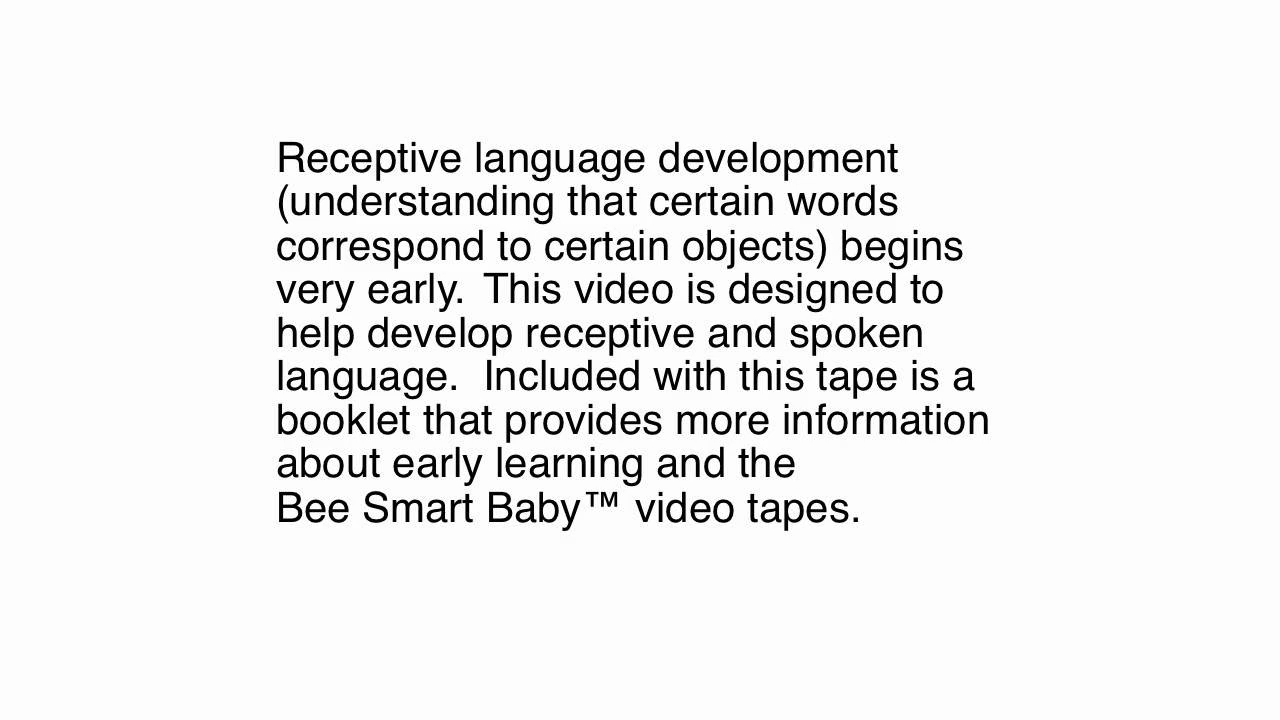 Receptive language development
(understanding that certain words
correspond to certain objects) begins
very early.  This video is designed to
help develop receptive and spoken
language.  Included with this tape is a
booklet that provides more information
about early learning and the
Bee Smart Baby™ video tapes.